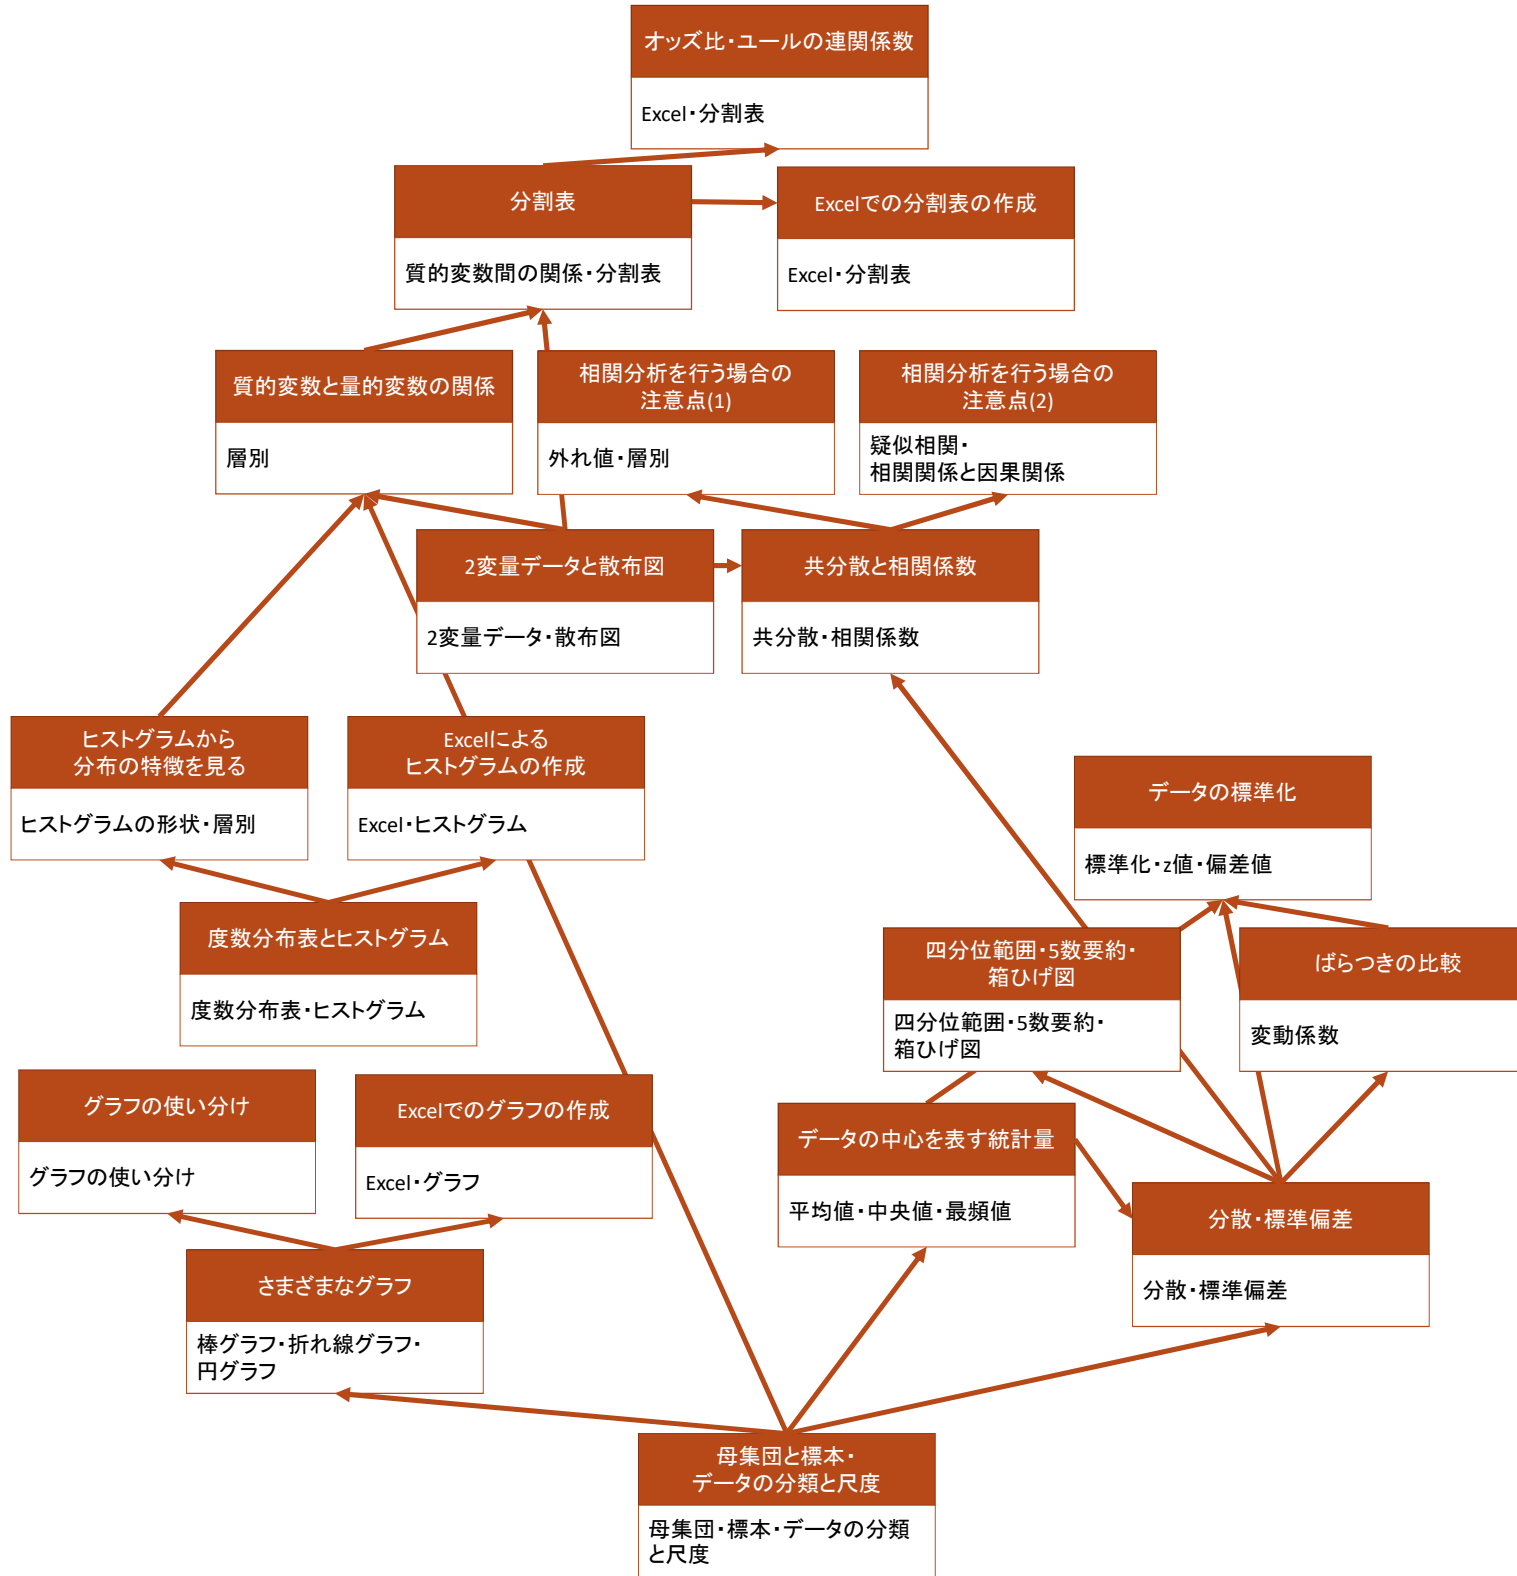 オッズ比・ユールの連関係数
Excel・分割表
分割表
質的変数間の関係・分割表
Excelでの分割表の作成
Excel・分割表
質的変数と量的変数の関係
層別
相関分析を行う場合の
注意点(1)
外れ値・層別
相関分析を行う場合の
注意点(2)
疑似相関・
相関関係と因果関係
2変量データと散布図
2変量データ・散布図
共分散と相関係数
共分散・相関係数
ヒストグラムから
分布の特徴を見る
ヒストグラムの形状・層別
Excelによる
ヒストグラムの作成
Excel・ヒストグラム
データの標準化
標準化・z値・偏差値
度数分布表とヒストグラム
度数分布表・ヒストグラム
四分位範囲・5数要約・
箱ひげ図
四分位範囲・5数要約・
箱ひげ図
ばらつきの比較
変動係数
グラフの使い分け
グラフの使い分け
Excelでのグラフの作成
Excel・グラフ
データの中心を表す統計量
平均値・中央値・最頻値
分散・標準偏差
分散・標準偏差
さまざまなグラフ
棒グラフ・折れ線グラフ・
円グラフ
母集団と標本・
データの分類と尺度
母集団・標本・データの分類
と尺度